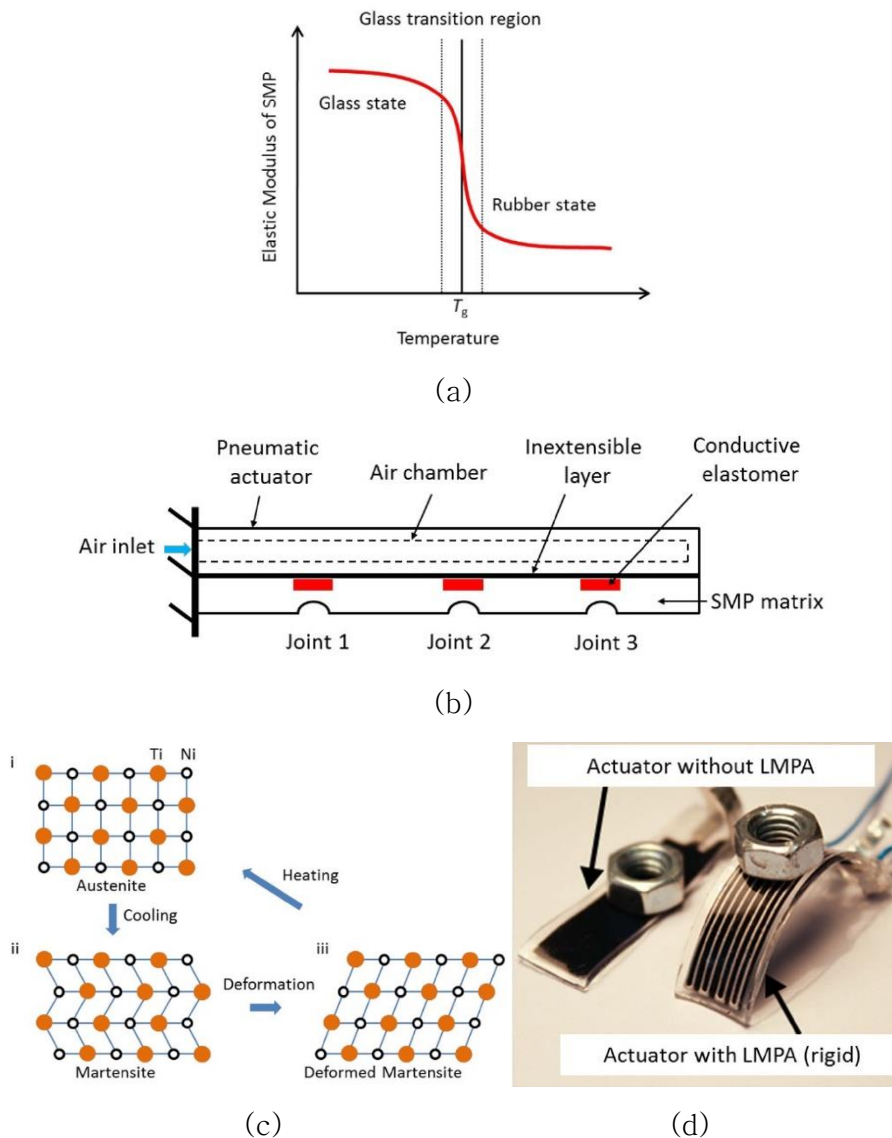 Glass transition region
Elastic Modulus of SMP
Glass state
Rubber state
Tg
Temperature
(a)
Pneumatic
actuator
Air chamber
Inextensible
layer
Conductive
elastomer
Air inlet
SMP matrix
Joint 1
Joint 2
Joint 3
(b)
i
Ti
Ni
Austenite
Cooling
Heating
ii
iii
Deformation
Martensite
Deformed Martensite
(c)
Actuator without LMPA
Actuator with LMPA (rigid)
(d)